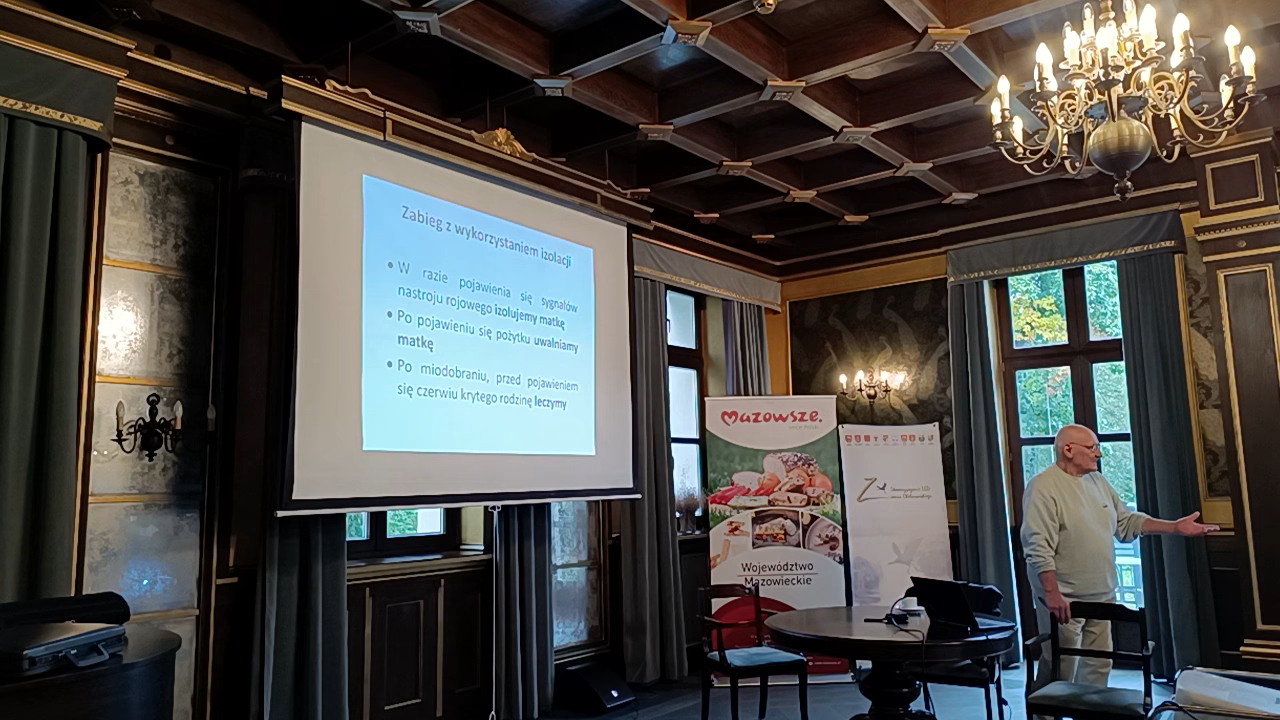 Zabieg z wykorzystaniem izolacji
• W razie pojawienia się sygnałów
nastroju rojowego izolujemy matkę
• Po pojawieniu się pożytku uwalniamy
matkę
• Po miodobraniu, przed pojawieniem
się czerwiu krytego rodzinę leczymy
Mazowsze.
Województwo
Mazowieckie